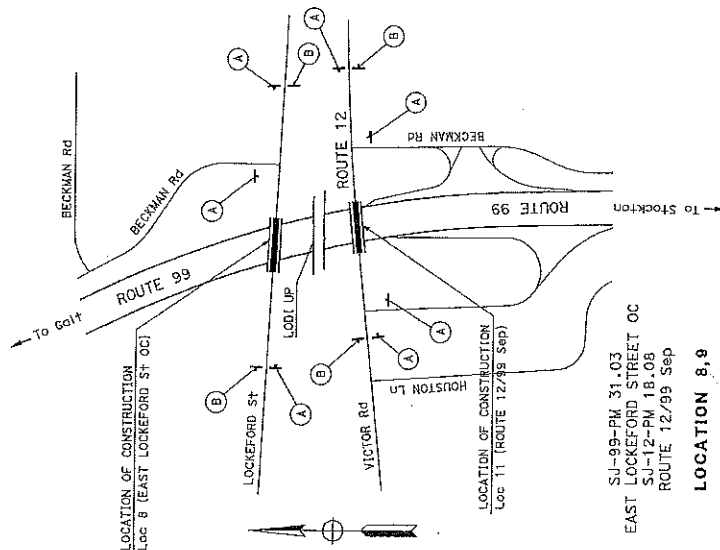 BECKMAN Rd
BECKMAN Rd
To Galt
ROUTE 99
A
A
B
A
B
ROUTE 12
A
BECKMAN Rd
ROUTE 99
To Stockton
LODI UP
LOCATION OF CONSTRUCTION
Loc 8 (EAST LOCKEFORD St OC)
B
A
LOCKEFORD St
B
A
A
VICTOR Rd
HOUSTON Ln
LOCATION OF CONSTRUCTION
Loc 11 (ROUTE 12/99 Sep)
SJ-99-PM 31.03
EAST LOCKEFORD STREET OC
SJ-12-PM 18.08
ROUTE 12/99 Sep
LOCATION 8,9